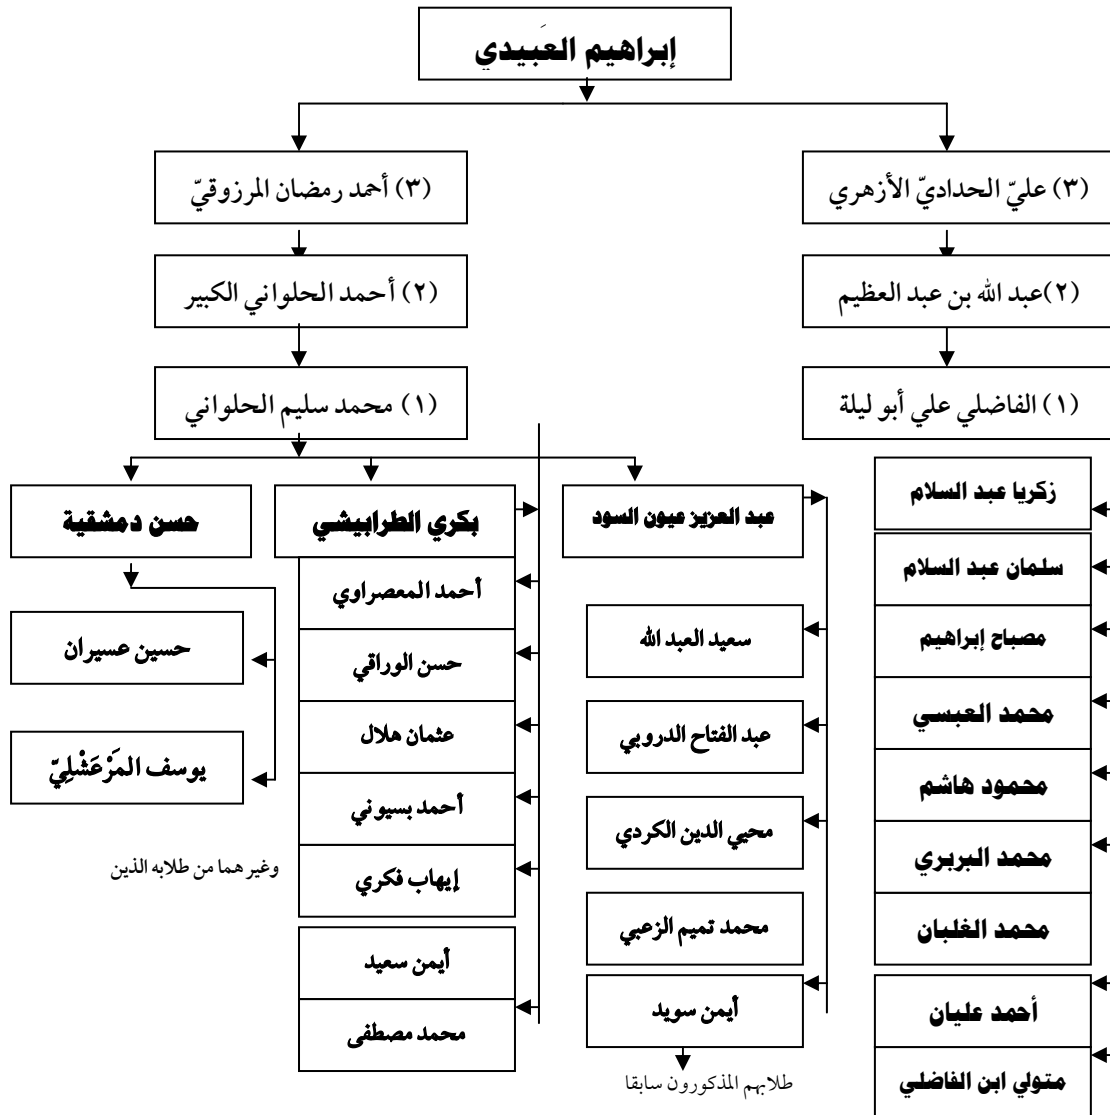 إبراهيم العَبيدي
(٣) عليّ الحداديّ الأزهري
(٣) أحمد رمضان المرزوقيّ
(٢)عبد الله بن عبد العظيم
(٢) أحمد الحلواني الكبير
(١) الفاضلي علي أبو ليلة
(١) محمد سليم الحلواني
زكريا عبد السلام
سلمان عبد السلام
مصباح إبراهيم
محمد العبسي
محمود هاشم
محمد البربري
محمد الغلبان
أحمد عليان
متولي ابن الفاضلي
عبد العزيز عيون السود
سعيد العبد الله
عبد الفتاح الدروبي
محيي الدين الكردي
محمد تميم الزعبي
أيمن سويد
طلابهم المذكورون سابقا
بكري الطرابيشي
أحمد المعصراوي
حسن الوراقي
عثمان هلال
أحمد بسيوني
إيهاب فكري
أيمن سعيد
محمد مصطفى
حسن دمشقية
حسين عسيران
يوسف المَرْعَشْلِيّ
وغيرهما من طلابه الذين